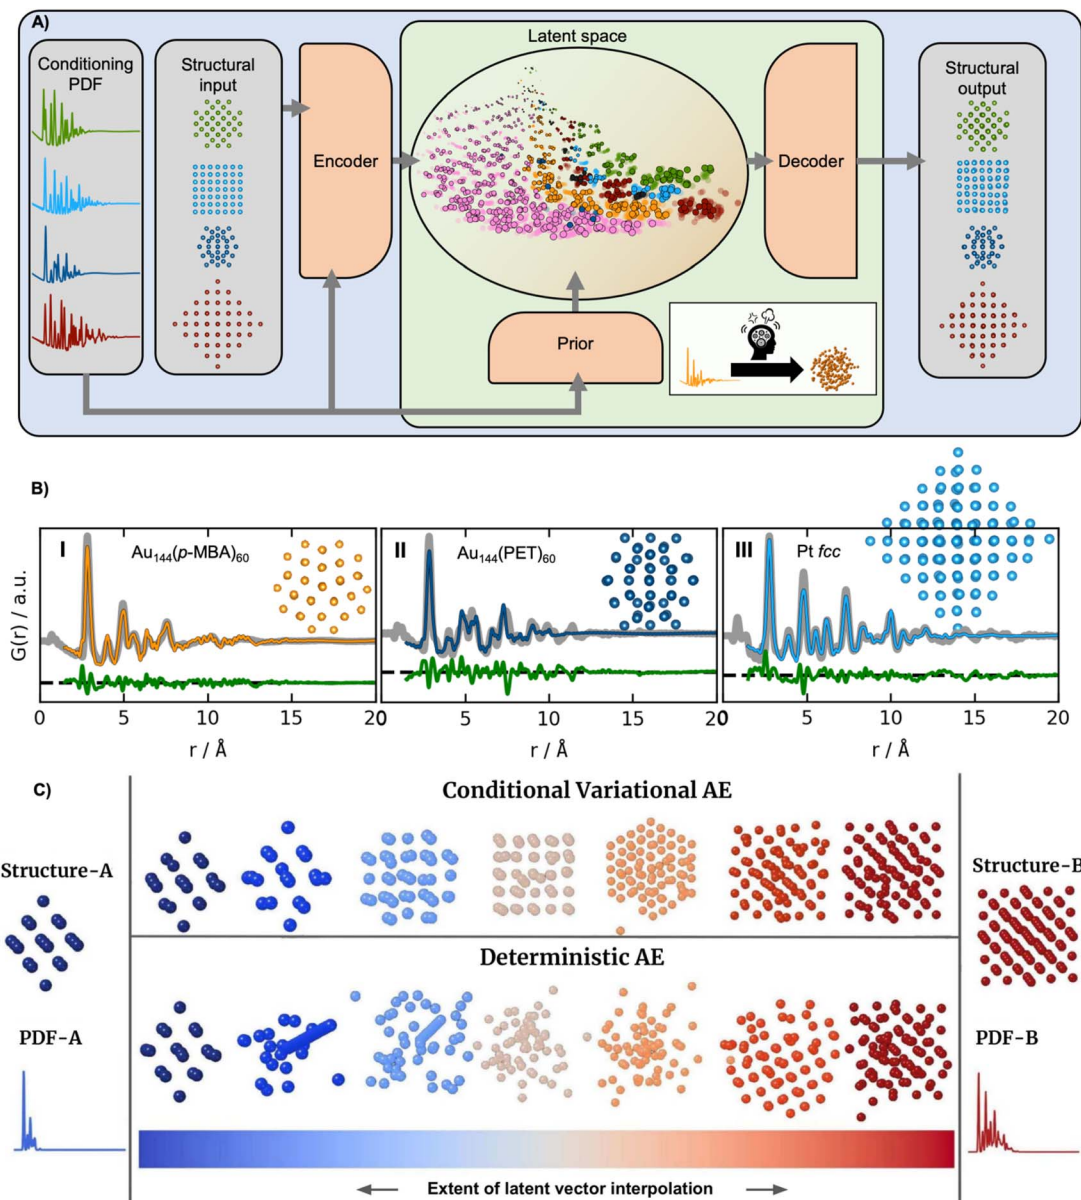 A)
Conditioning
PDF
Structural
input
Encoder
Latent space
Prior
Decoder
Structural
output
B)
G(r) / a.u.
I
Au₁₄₄(p-MBA)₆₀
0 5 10 15 20
r / Å
II
Au₁₄₄(PET)₆₀
5 10 15 20
r / Å
III
Pt fcc
0 5 10 15 20
r / Å
C)
Conditional Variational AE
Structure-A
Structure-B
Deterministic AE
PDF-A
PDF-B
Extent of latent vector interpolation